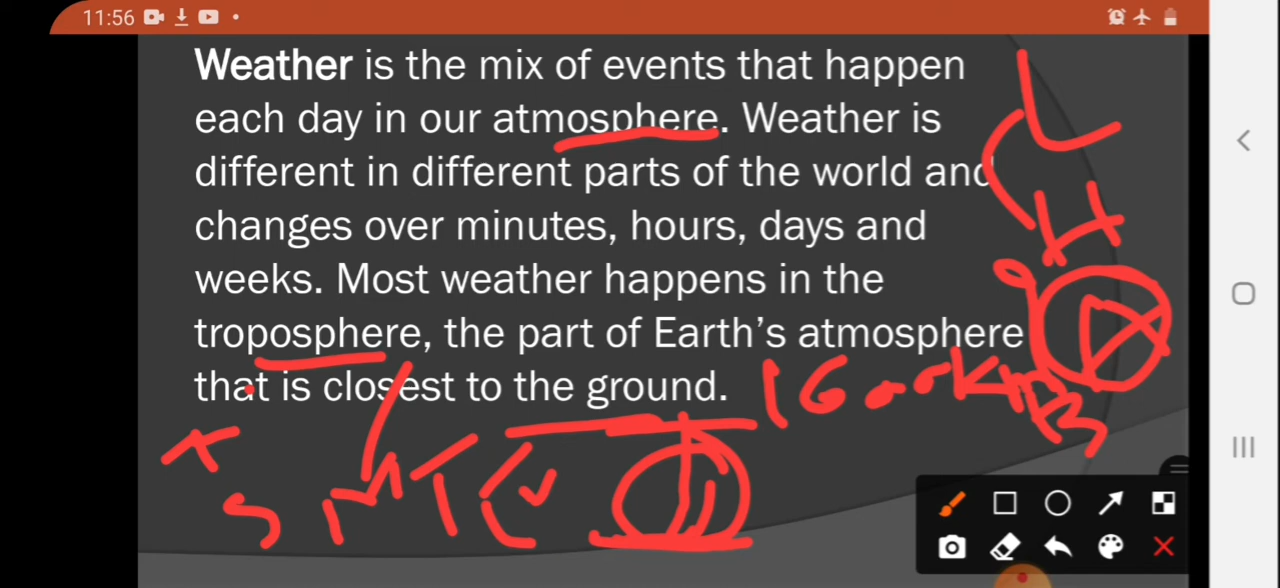 11:56
Weather is the mix of events that happen
each day in our atmosphere. Weather is
different in different parts of the world and
changes over minutes, hours, days and
weeks. Most weather happens in the
troposphere, the part of Earth's atmosphere
that is closest to the ground.
L
H
1600km
T
S M T E